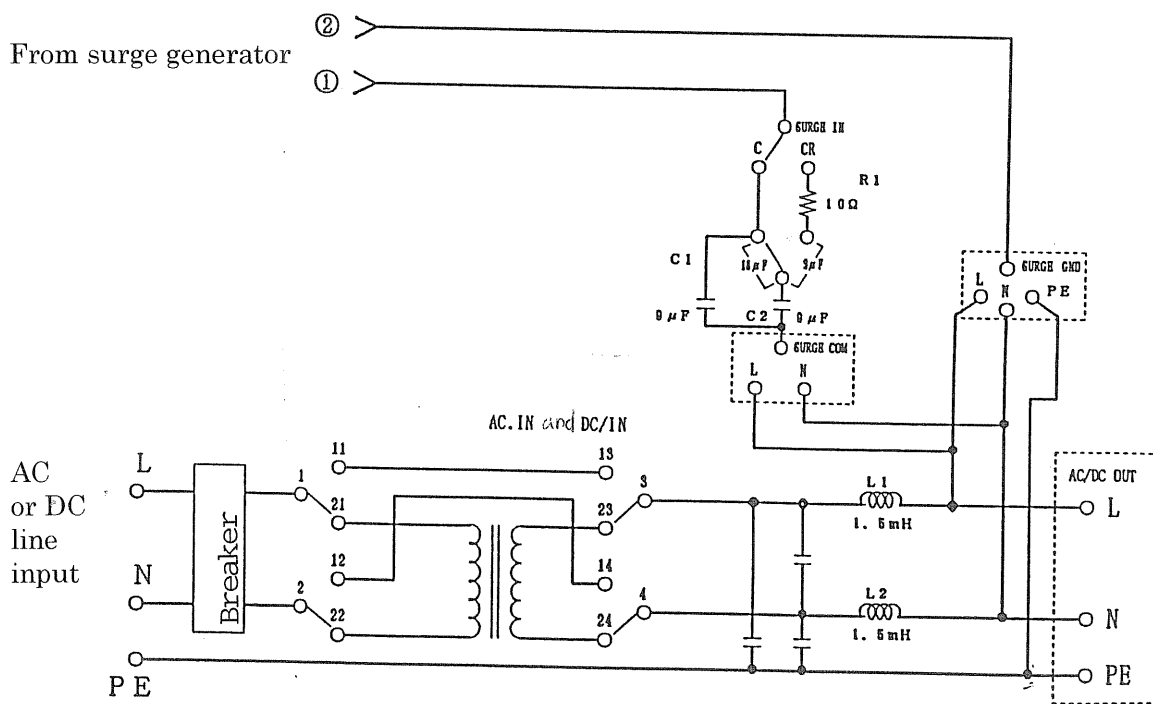 ②
From surge generator
①
SURGE IN
C
CR
R1
10Ω
C1
18μF
9μF
SURGE GND
L
N
PE
9μF
C2
9μF
SURGE COM
L
N
AC.IN and DC/IN
11
13
L
1
3
L1
AC/DC OUT
AC
or DC
line
input
21
23
1.5mH
L
12
14
N
Breaker
2
4
L2
22
24
1.5mH
N
PE
PE